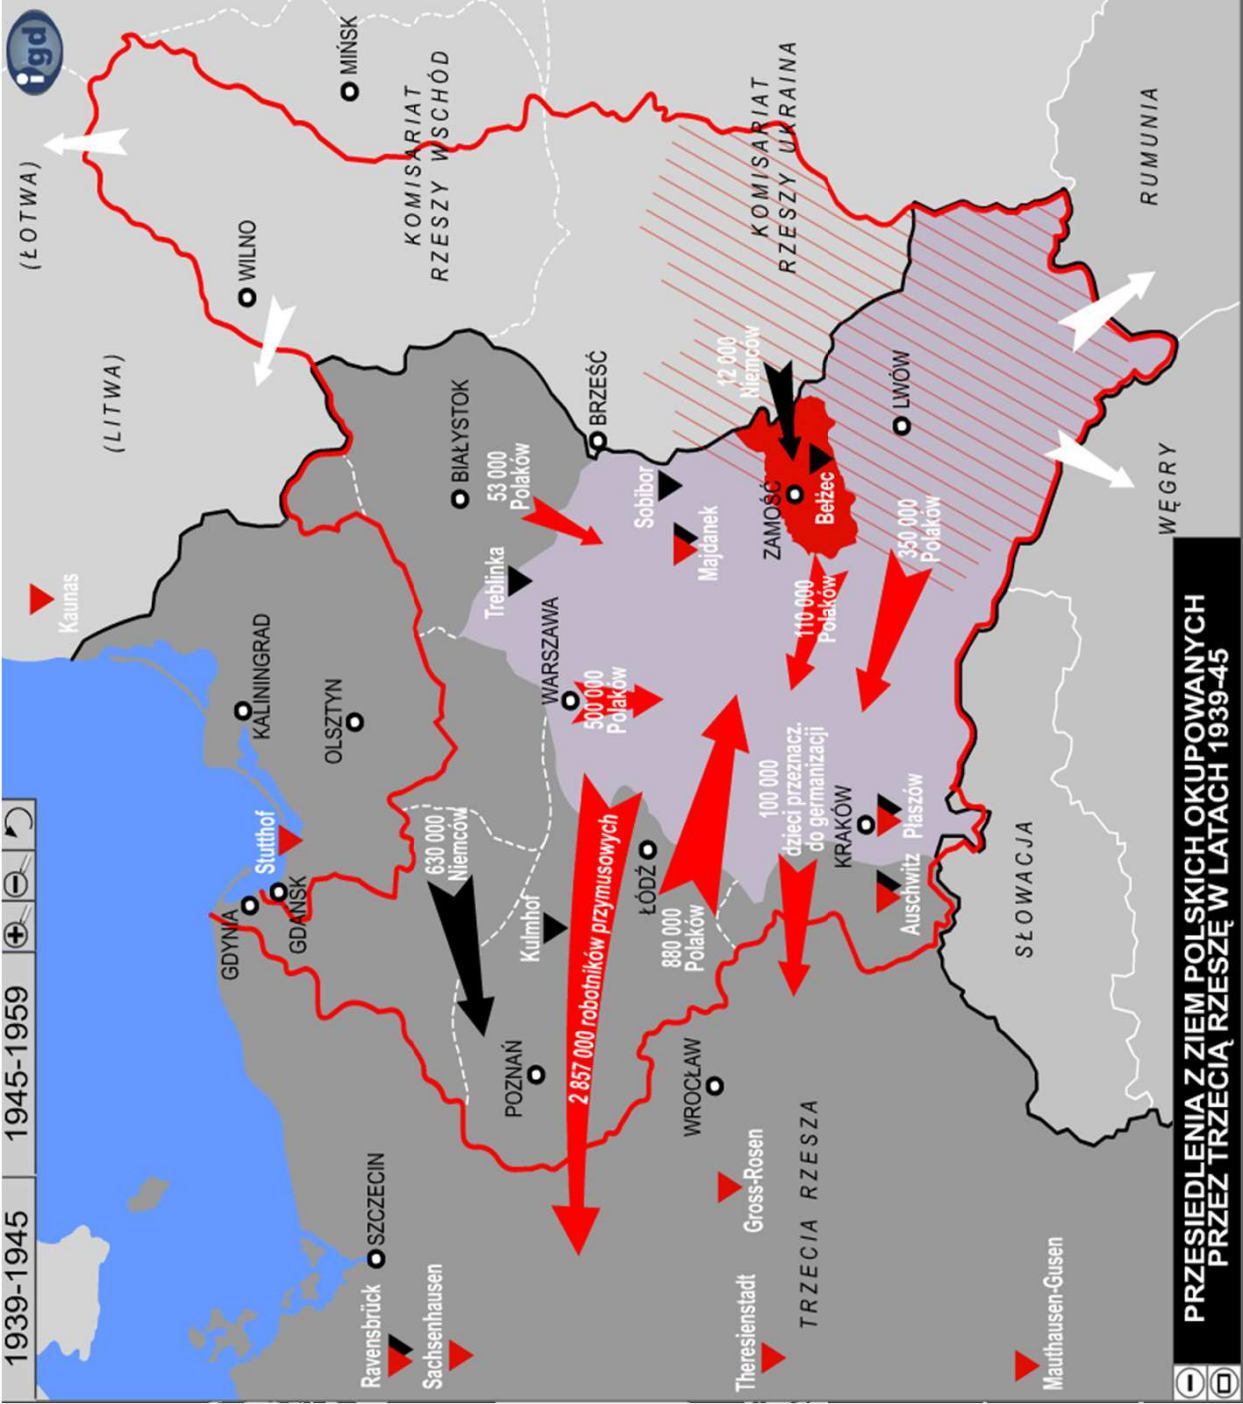 1939-1945
1945-1959
igd
(ŁOTWA)
(LITWA)
Kaunas
WILNO
MIŃSK
KOMISARIAT
RZESZY WSCHÓD
KALININGRAD
OLSZTYN
Stutthof
GDYNIA
GDAŃSK
SZCZECIN
Ravensbrück
Sachsenhausen
BIAŁYSTOK
53 000
Polaków
BRZEŚĆ
630 000
Niemców
Treblinka
WARSZAWA
500 000
Polaków
Kulmhof
POZNAŃ
2 857 000 robotników przymusowych
ŁÓDŹ
880 000
Polaków
Sobibor
Majdanek
KOMISARIAT
RZESZY UKRAINA
12 000
Niemców
ZAMOŚĆ
Bełżec
110 000
Polaków
WROCŁAW
Gross-Rosen
Theresienstadt
TRZECIA RZESZA
100 000
dzieci przeznacz.
do germanizacji
LWÓW
350 000
Polaków
KRAKÓW
Płaszów
Auschwitz
SŁOWACJA
WĘGRY
RUMUNIA
Mauthausen-Gusen
PRZESIEDLENIA Z ZIEM POLSKICH OKUPOWANYCH
PRZEZ TRZECIĄ RZESZĘ W LATACH 1939-45